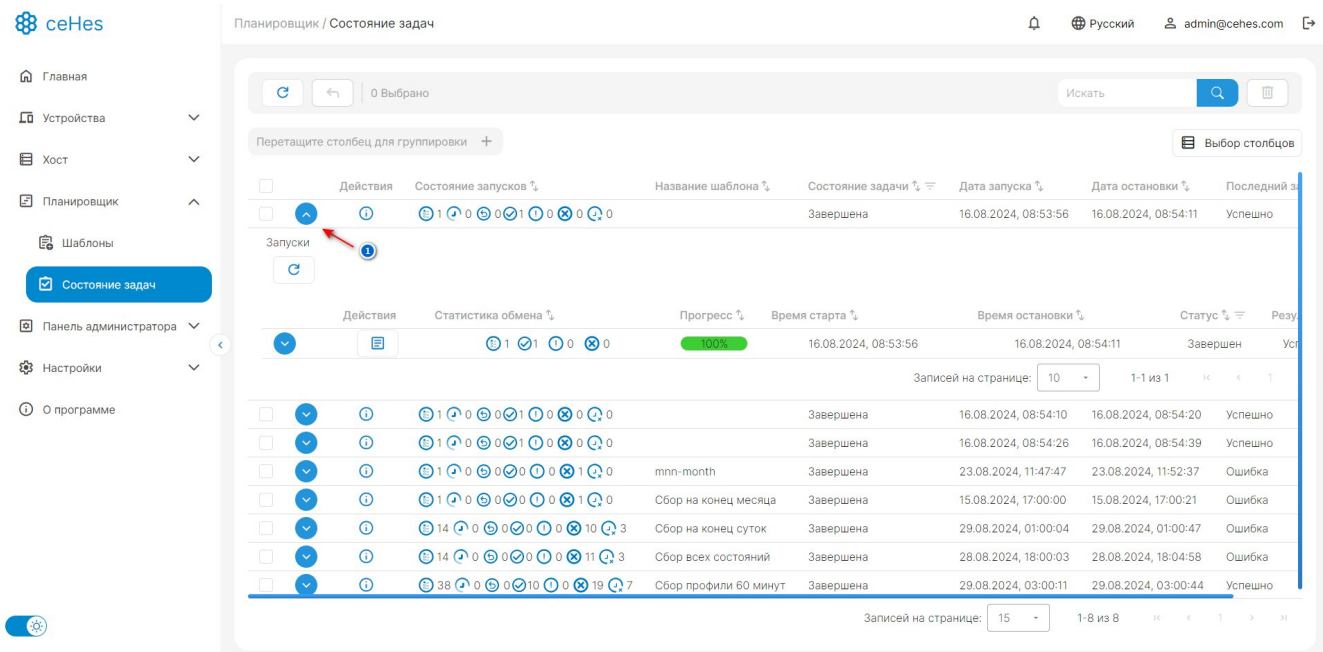 ceHes
Планировщик / Состояние задач
Русский admin@cehes.com
Главная
Устройства
Хост
Планировщик
Шаблоны
Состояние задач
Панель администратора
Настройки
О программе
0 Выбрано Искать
Перетащите столбец для группировки + Выбор столбцов
Действия Состояние запусков Название шаблона Состояние задачи Дата запуска Дата остановки Последний
1 0 0 1 0 0 0 Завершена 16.08.2024, 08:53:56 16.08.2024, 08:54:11 Успешно
Запуски
1
Действия Статистика обмена Прогресс Время старта Время остановки Статус
1 1 0 0 100% 16.08.2024, 08:53:56 16.08.2024, 08:54:11 Завершен
Записей на странице: 10 1-1 из 1 1
1 0 0 1 0 0 0 Завершена 16.08.2024, 08:54:10 16.08.2024, 08:54:20 Успешно
1 0 0 1 0 0 0 Завершена 16.08.2024, 08:54:26 16.08.2024, 08:54:39 Успешно
1 0 0 0 0 1 0 mnn-month Завершена 23.08.2024, 11:47:47 23.08.2024, 11:52:37 Ошибка
1 0 0 0 0 1 0 Сбор на конец месяца Завершена 15.08.2024, 17:00:00 15.08.2024, 17:00:21 Ошибка
14 0 0 0 0 10 3 Сбор на конец суток Завершена 29.08.2024, 01:00:04 29.08.2024, 01:00:47 Ошибка
14 0 0 0 0 11 3 Сбор всех состояний Завершена 28.08.2024, 18:00:03 28.08.2024, 18:04:58 Ошибка
38 0 0 10 0 19 7 Сбор профили 60 минут Завершена 29.08.2024, 03:00:11 29.08.2024, 03:00:44 Успешно
Записей на странице: 15 1-8 из 8 1